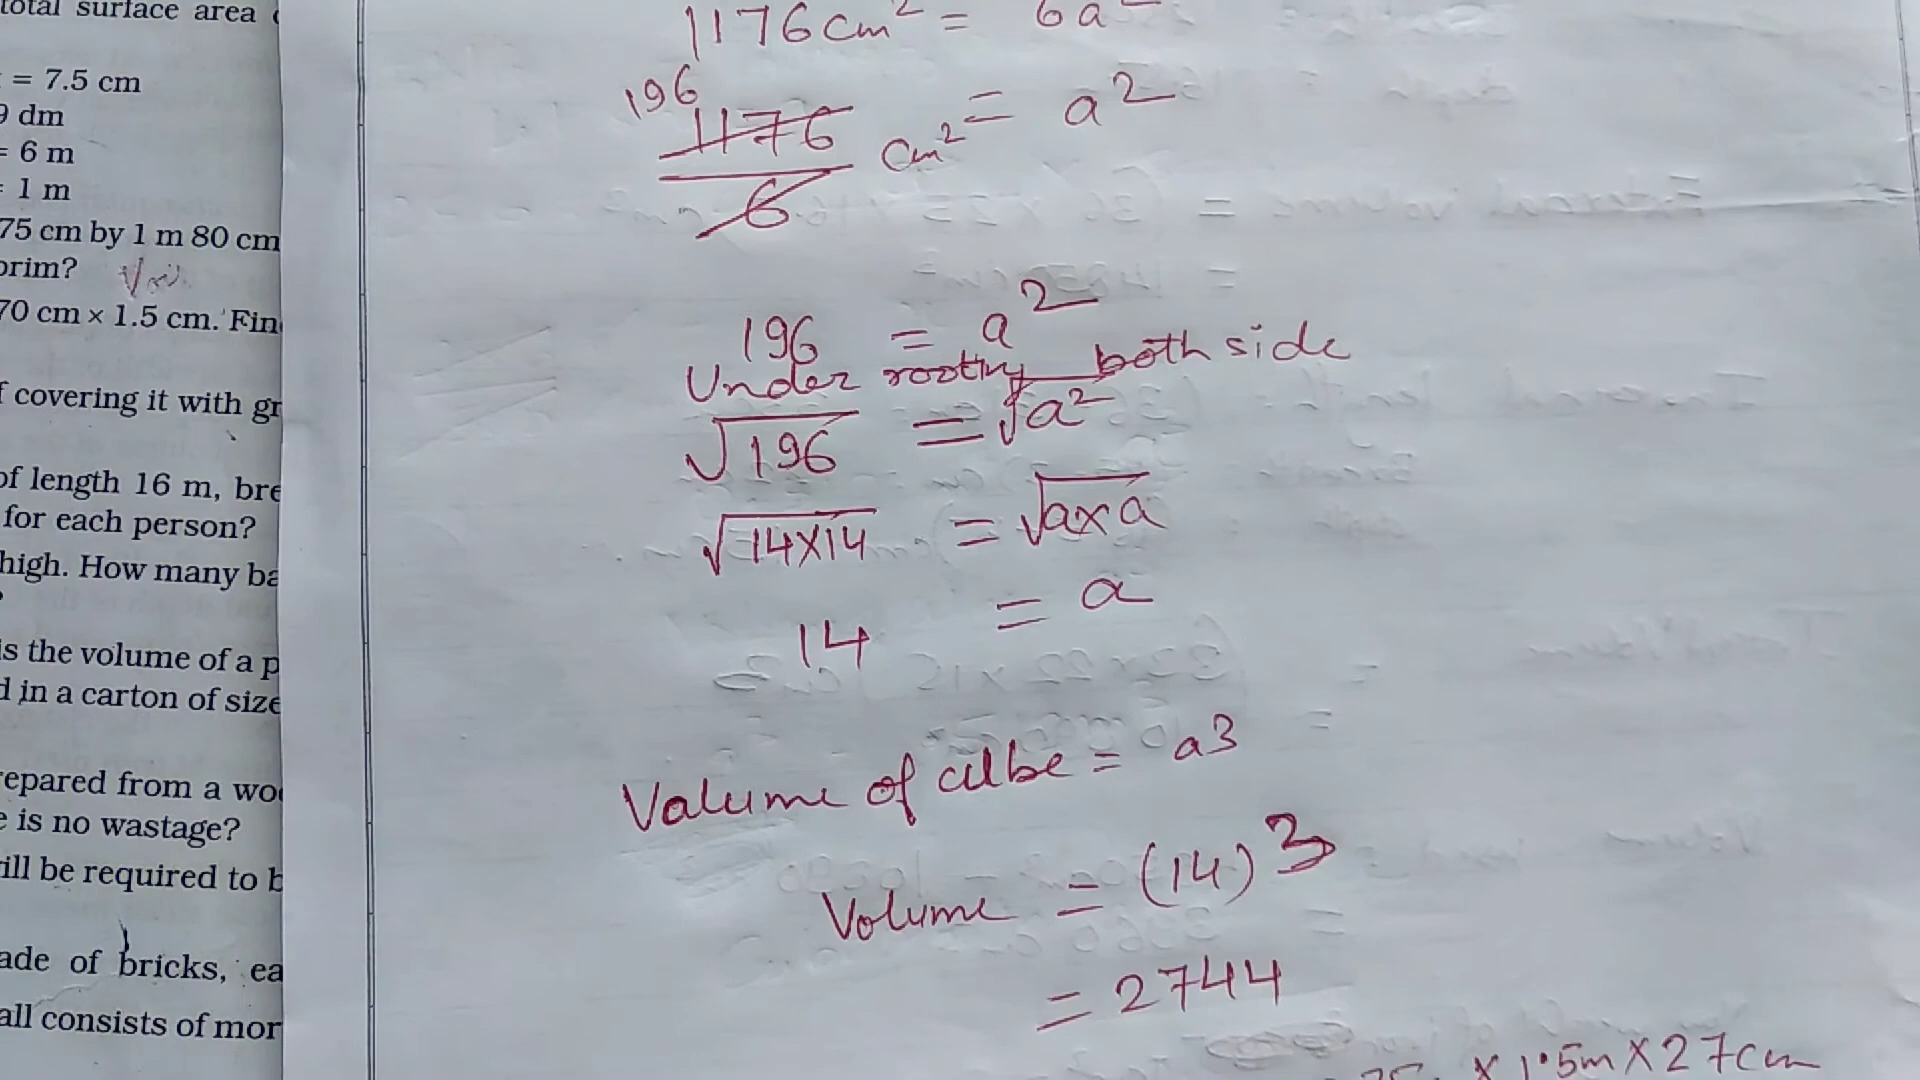 total surface area
= 7.5 cm
9 dm
= 6 m
= 1 m
75 cm by 1 m 80 cm
70 cm × 1.5 cm. Fin
f covering it with gr
of length 16 m, bre
for each person?
high. How many ba
is the volume of a p
d in a carton of size
repared from a wo
e is no wastage?
ill be required to b
ade of bricks, ea
all consists of mor
1176 cm² = 6a²
196
1176 cm² = a²
6
196 = a²
Under rooting both side
√196 = √a²
√14×14 = √a×a
14 = a
Valume of cube = a3
Volume = (14)3
= 2744
× 1.5m × 27cm